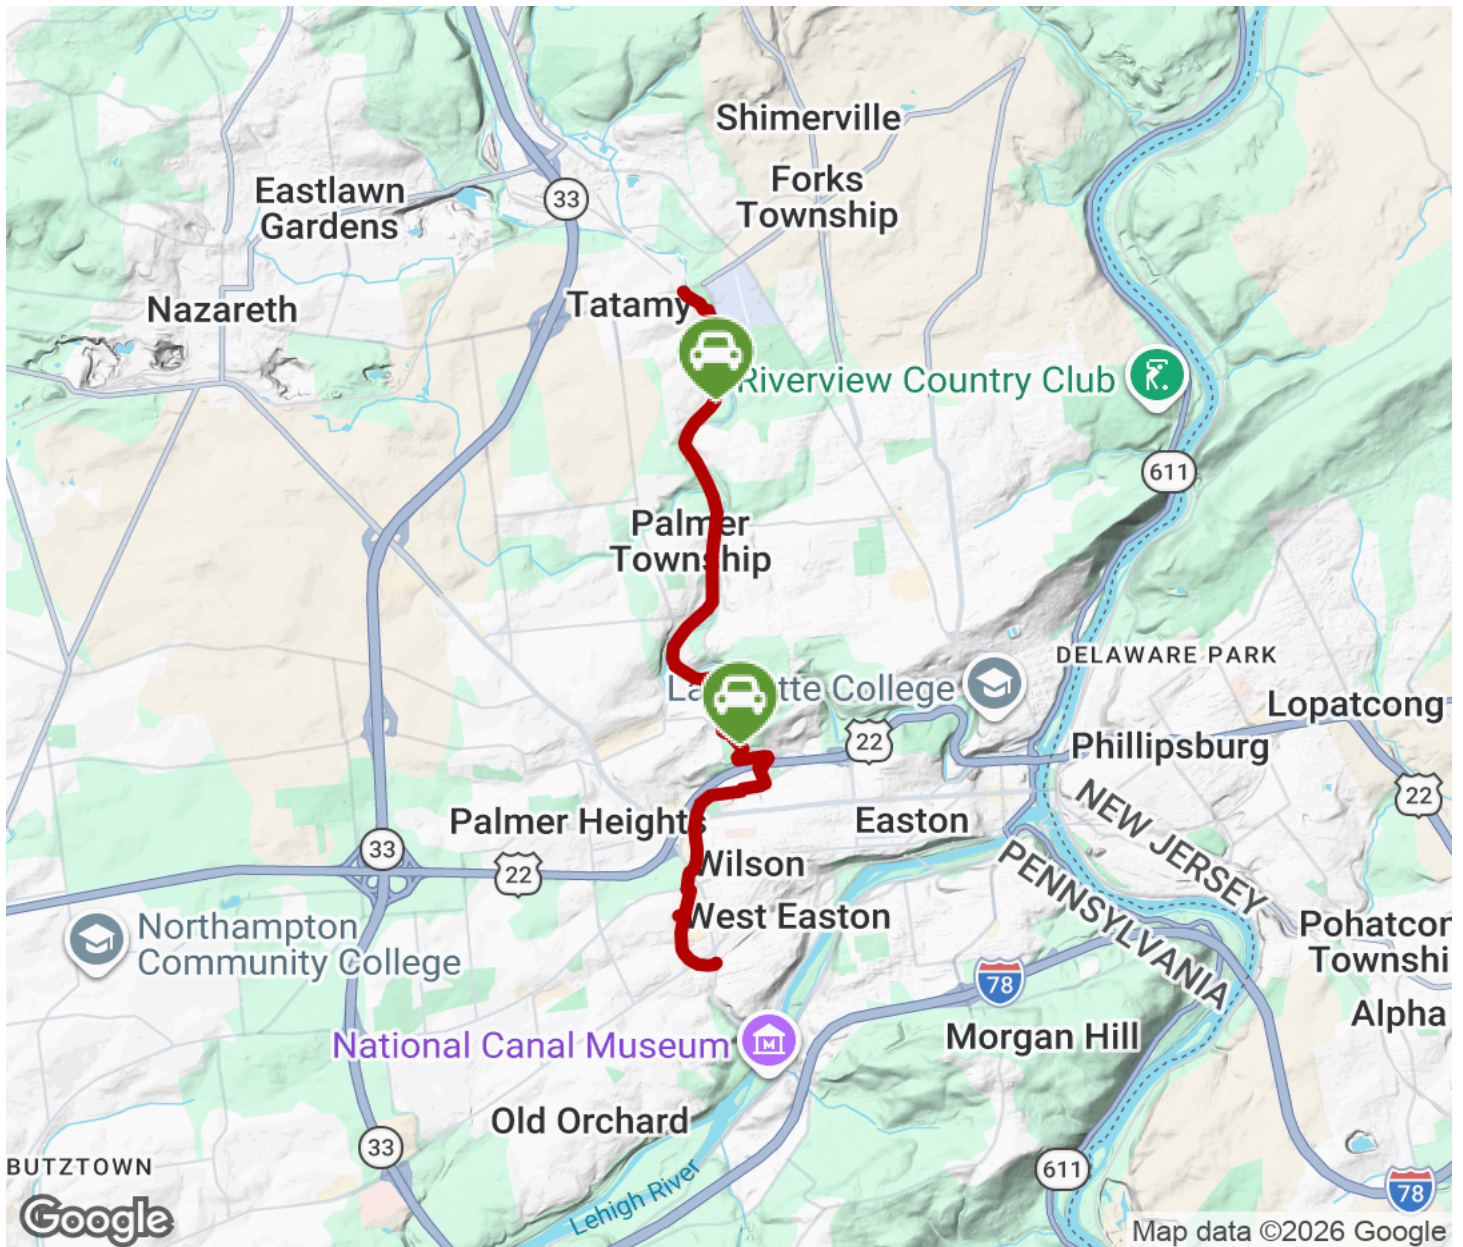 Shimerville
Forks
Township
Eastlawn
Gardens
33
Nazareth
Tatamy
Riverview Country Club
611
Palmer
Township
DELAWARE PARK
La tte College
Lopatcong
22
Phillipsburg
22
NEW JERSEY
PENNSYLVANIA
Palmer Heights
Easton
33
22
Wilson
West Easton
Northampton
Community College
Pohatcon
Townshi
78
Alpha
National Canal Museum
M
Morgan Hill
Old Orchard
33
BUTZTOWN
611
78
Lehigh River
Google
Map data ©2026 Google